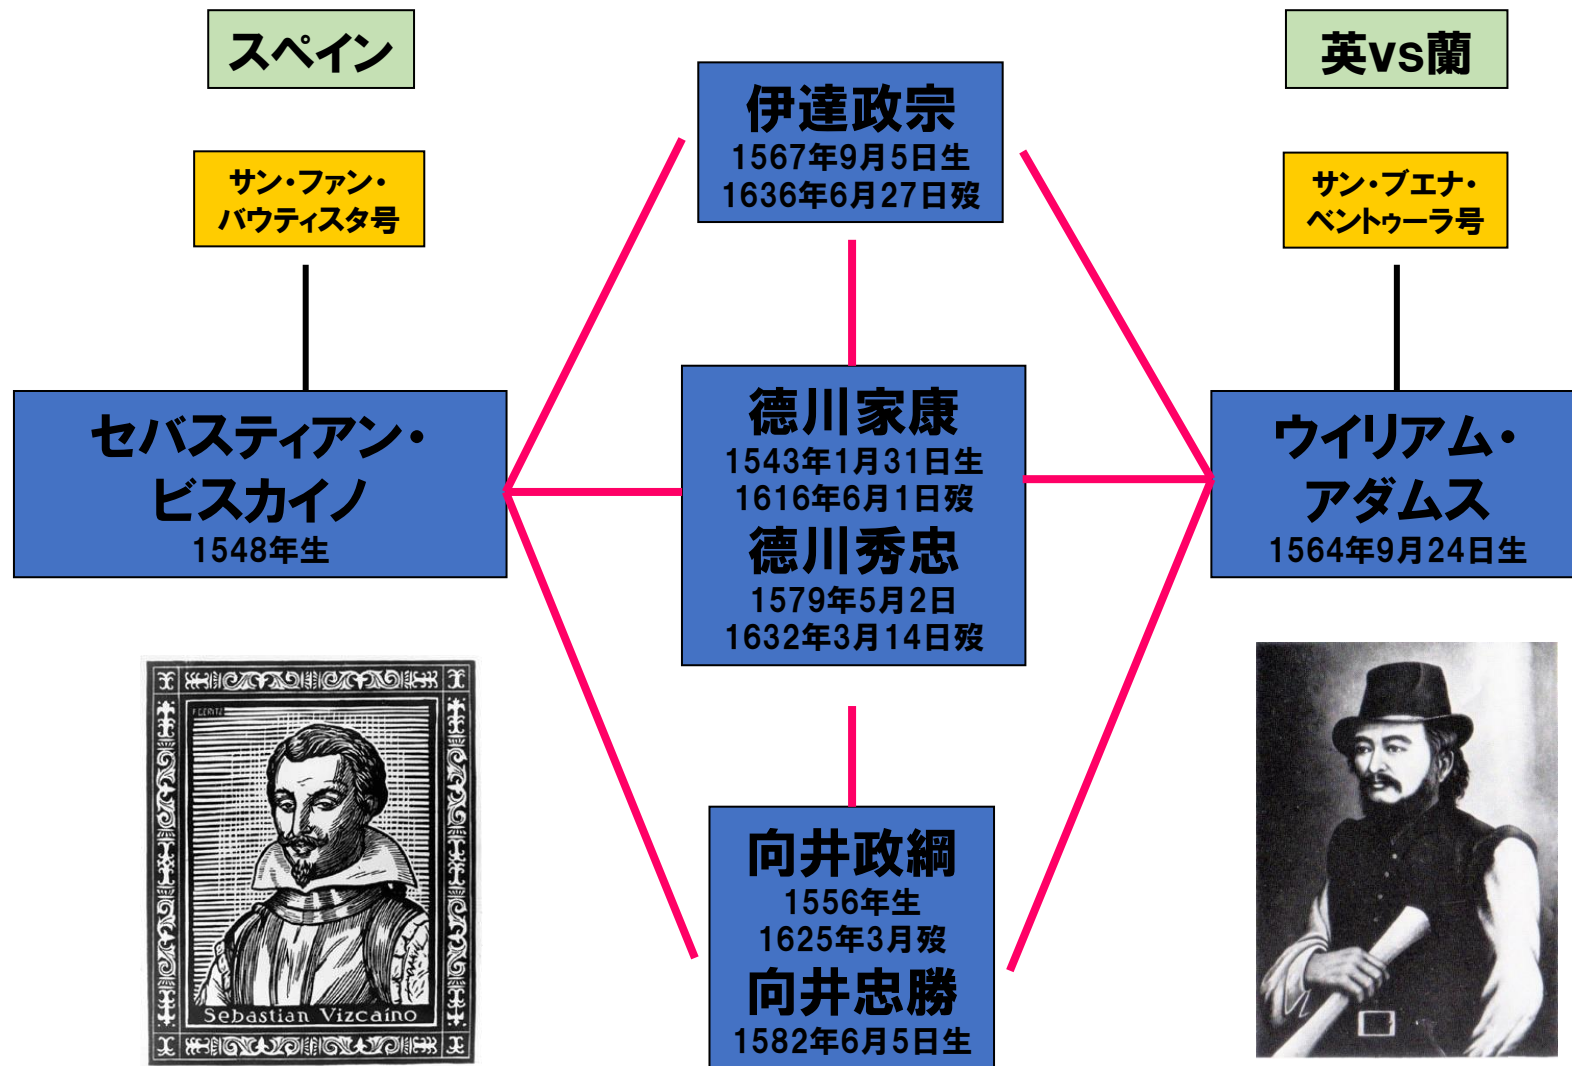 スペイン
英vs蘭
サン・ファン・
バウティスタ号
サン・ブエナ・
ベントゥーラ号
伊達政宗
1567年9月5日生
1636年6月27日歿
セバスティアン・
ビスカイノ
1548年生
徳川家康
1543年1月31日生
1616年6月1日歿
徳川秀忠
1579年5月2日
1632年3月14日歿
ウイリアム・
アダムス
1564年9月24日生
向井政綱
1556年生
1625年3月歿
向井忠勝
1582年6月5日生
Sebastian Vizcaíno